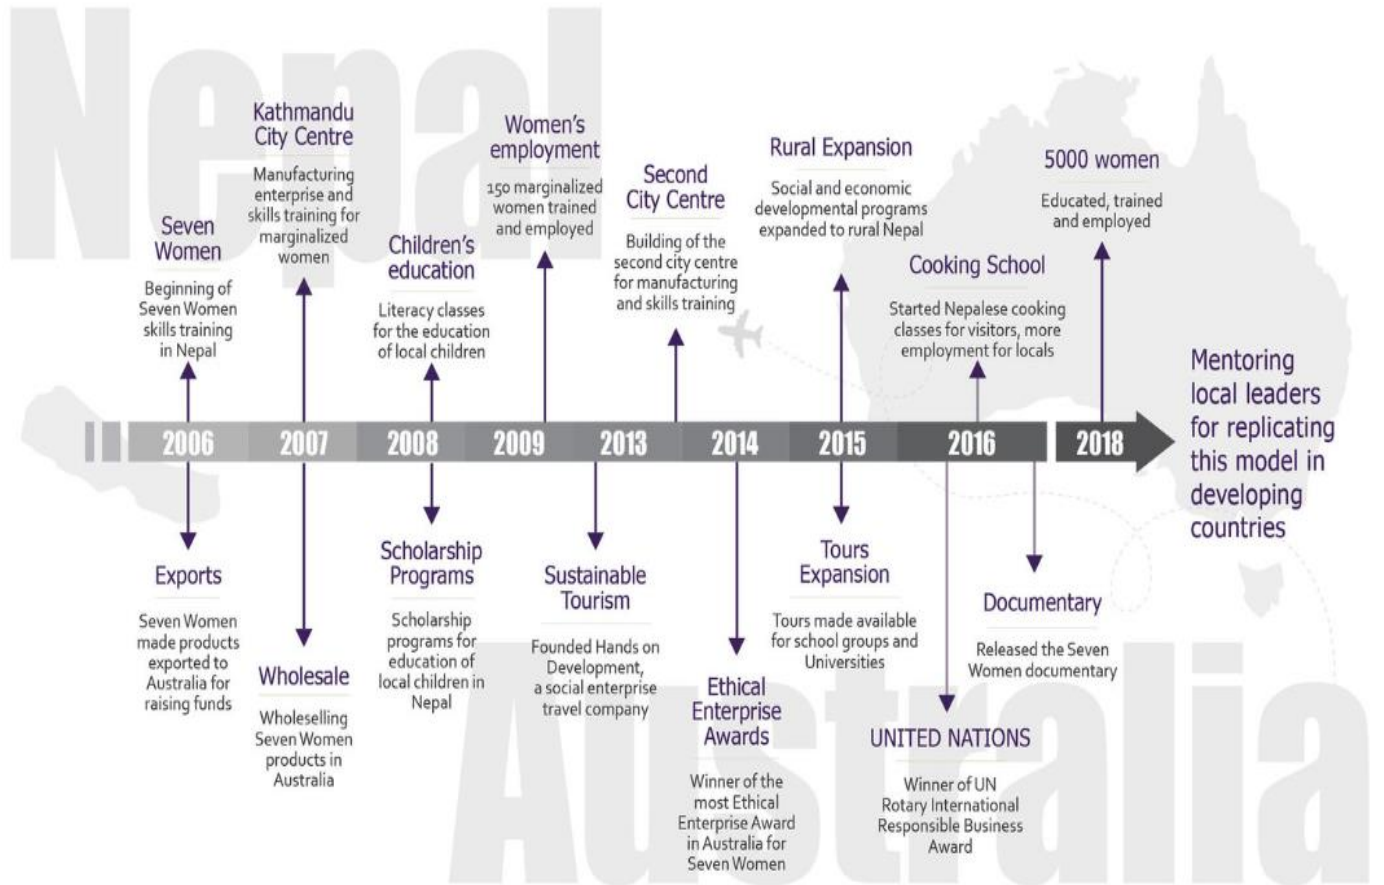 Nepal
Kathmandu
City Centre
Manufacturing
enterprise and
skills training for
marginalized
women
Women's
employment
150 marginalized
women trained
and employed
Rural Expansion
Social and economic
developmental programs
expanded to rural Nepal
5000 women
Educated, trained
and employed
Second
City Centre
Building of the
second city centre
for manufacturing
and skills training
Seven
Women
Beginning of
Seven Women
skills training
in Nepal
Children's
education
Literacy classes
for the education
of local children
Cooking School
Started Nepalese cooking
classes for visitors, more
employment for locals
2006
2007
2008
2009
2013
2014
2015
2016
2018
Mentoring
local leaders
for replicating
this model in
developing
countries
Exports
Seven Women
made products
exported to
Australia for
raising funds
Wholesale
Wholeselling
Seven Women
products in
Australia
Scholarship
Programs
Scholarship
programs for
education of
local children in
Nepal
Sustainable
Tourism
Founded Hands on
Development,
a social enterprise
travel company
Ethical
Enterprise
Awards
Winner of the
most Ethical
Enterprise Award
in Australia for
Seven Women
Tours
Expansion
Tours made available
for school groups and
Universities
UNITED NATIONS
Winner of UN
Rotary International
Responsible Business
Award
Documentary
Released the Seven
Women documentary
Australia